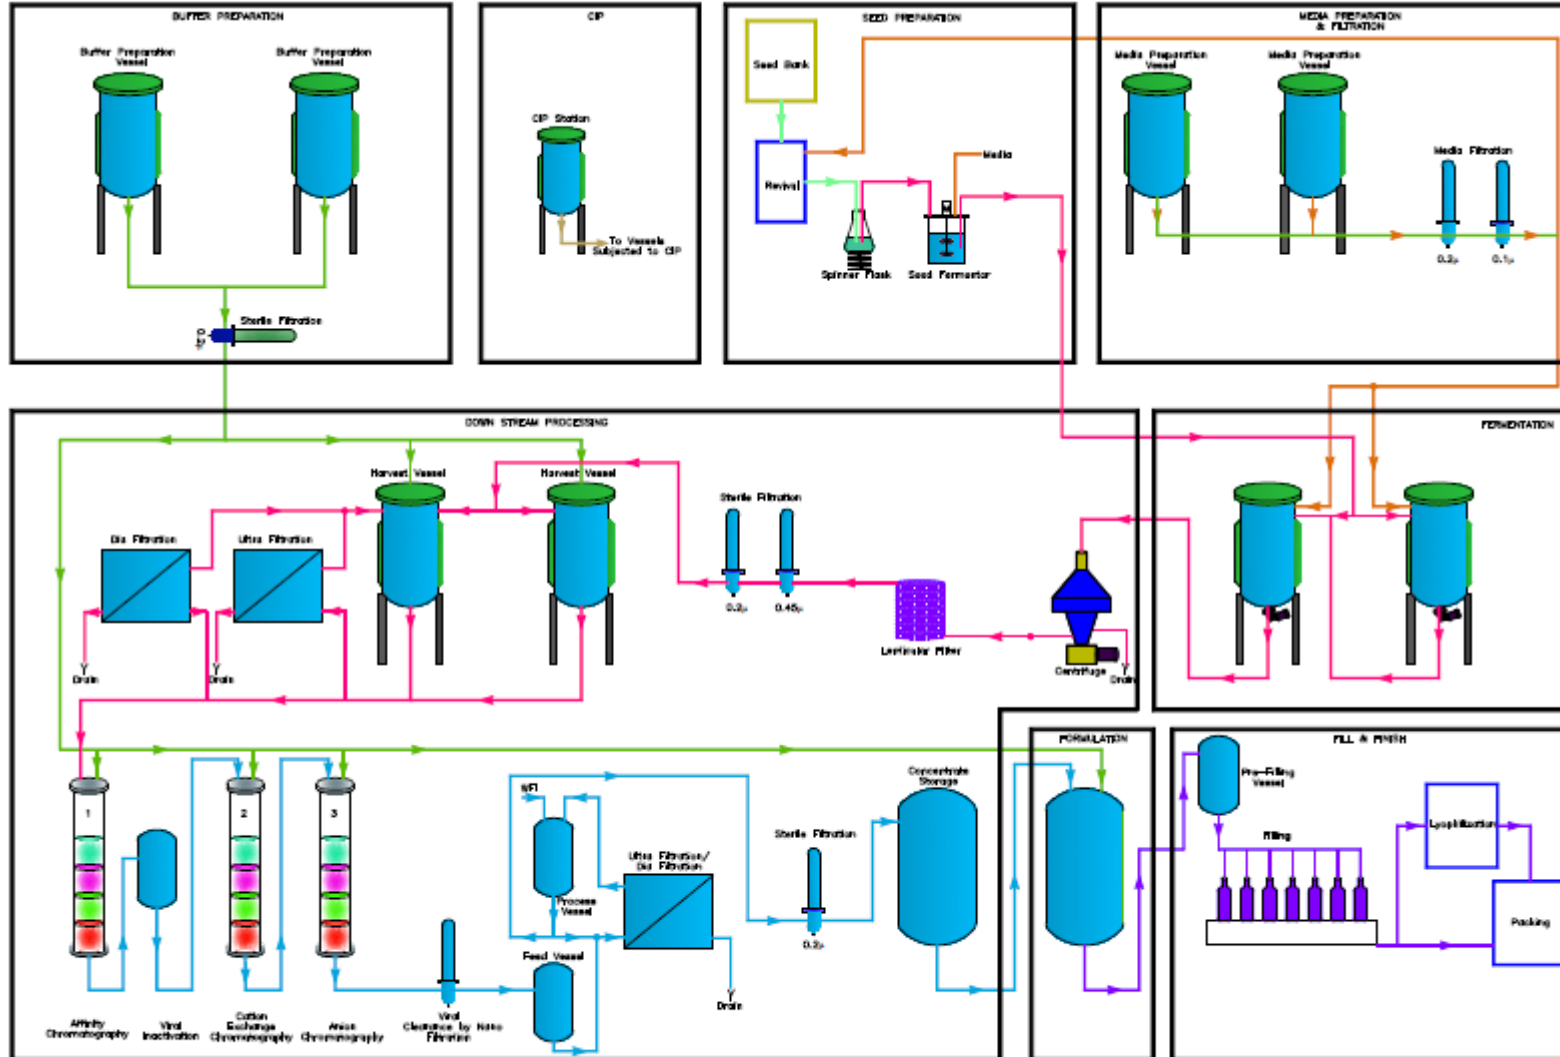 BUFFER PREPARATION
Buffer Preparation
Vessel
Buffer Preparation
Vessel
Sterile Filtration
CIP
CIP Station
To Vessels
Subjected to CIP
SEED PREPARATION
Seed Bank
Revival
Media
M
Spinner Flask
Seed Fermentor
MEDIA PREPARATION
& FILTRATION
Media Preparation
Vessel
Media Preparation
Vessel
Media Filtration
0.2µ
0.1µ
DOWN STREAM PROCESSING
Harvest Vessel
Harvest Vessel
Dia Filtration
Ultra Filtration
Drain
Drain
Sterile Filtration
0.2µ
0.45µ
Lenticular Filter
Centrifuge
Drain
FERMENTATION
1
2
3
Affinity
Chromatography
Viral
Inactivation
Cation
Exchange
Chromatography
Anion
Chromatography
Viral
Clearance by Nano
Filtration
WFI
Process
Vessel
Feed Vessel
Ultra Filtration/
Dia Filtration
Drain
Sterile Filtration
0.2µ
Concentrate
Storage
FORMULATION
FILL & FINISH
Pre-Filling
Vessel
Filling
Lyophilization
Packing